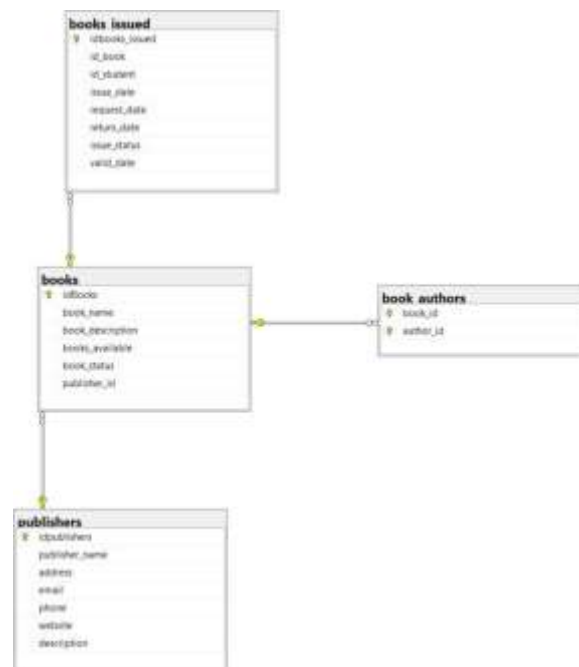 books issued
idbooks_issued
id_book
id_student
issue_date
request_date
return_date
issue_status
valid_date
books
idBooks
book_name
book_description
books_available
book_status
publisher_id
book authors
book_id
author_id
publishers
idpublishers
publisher_name
address
email
phone
website
description